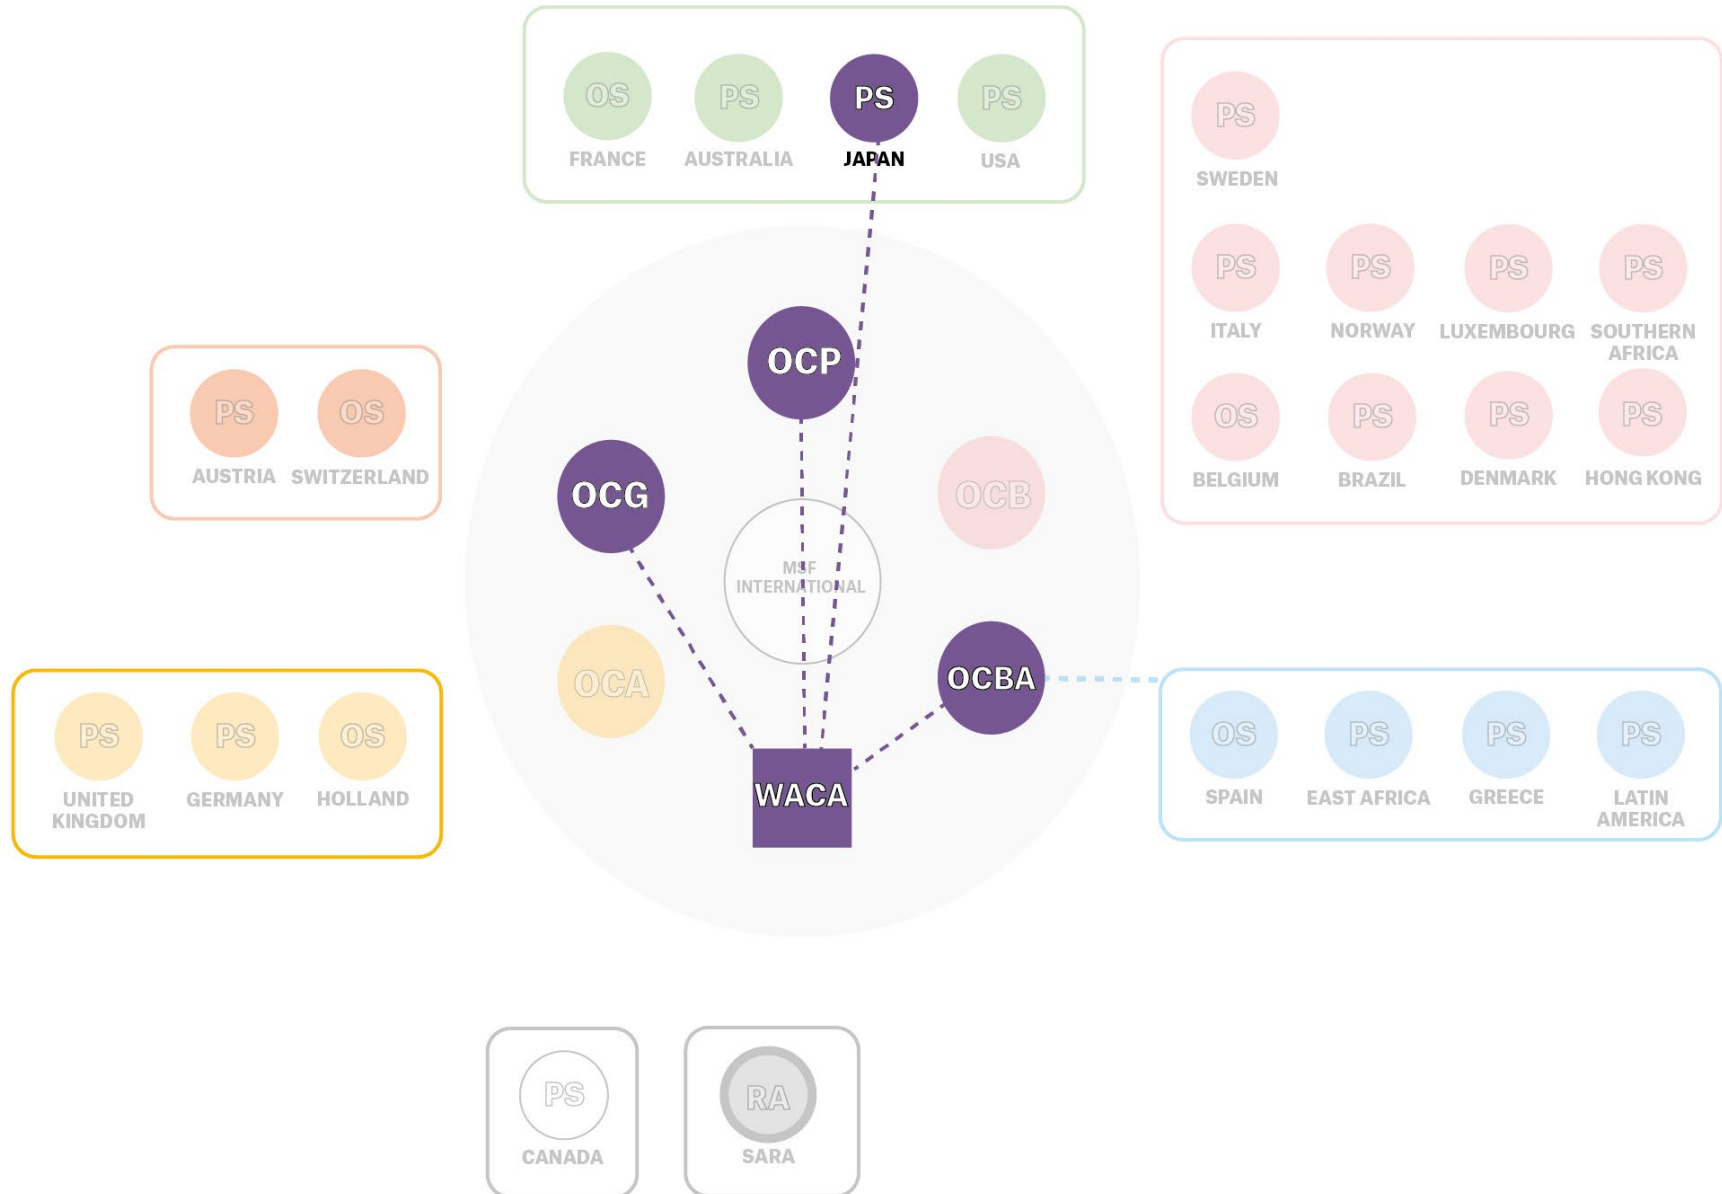 OS
PS
PS
PS
FRANCE
AUSTRALIA
JAPAN
USA
PS
SWEDEN
PS
PS
PS
PS
ITALY
NORWAY
LUXEMBOURG
SOUTHERN
AFRICA
OS
PS
PS
PS
BELGIUM
BRAZIL
DENMARK
HONG KONG
PS
OS
AUSTRIA
SWITZERLAND
OCP
OCG
OCB
MSF
INTERNATIONAL
OCA
OCBA
WACA
PS
PS
OS
UNITED
KINGDOM
GERMANY
HOLLAND
OS
PS
PS
PS
SPAIN
EAST AFRICA
GREECE
LATIN
AMERICA
PS
CANADA
RA
SARA